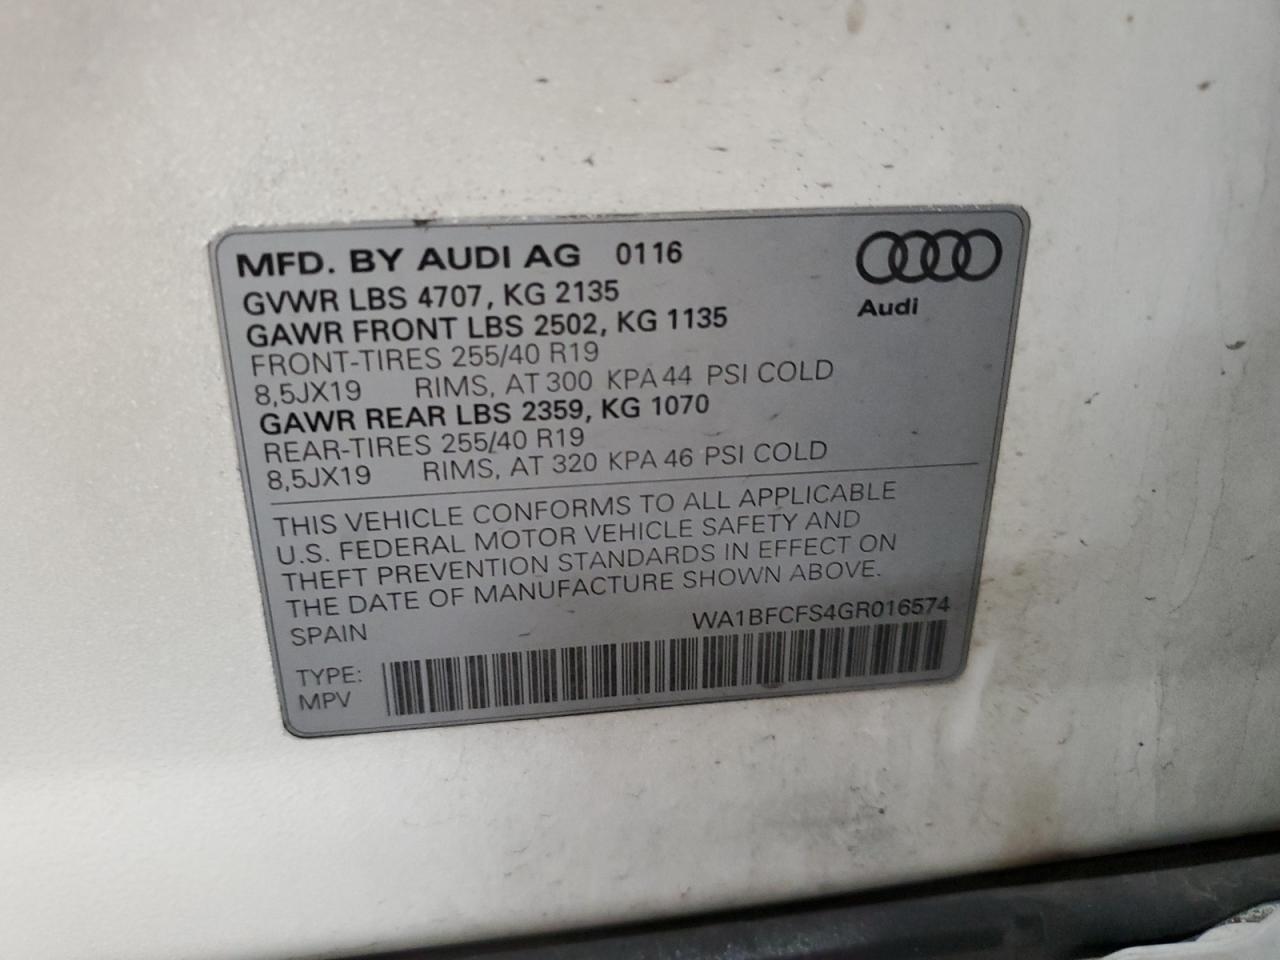 MFD. BY AUDI AG 0116
Audi
GVWR LBS 4707, KG 2135
GAWR FRONT LBS 2502, KG 1135
FRONT-TIRES 255/40 R19
8,5JX19 RIMS, AT 300 KPA 44 PSI COLD
GAWR REAR LBS 2359, KG 1070
REAR-TIRES 255/40 R19
8,5JX19 RIMS, AT 320 KPA 46 PSI COLD
THIS VEHICLE CONFORMS TO ALL APPLICABLE
U.S. FEDERAL MOTOR VEHICLE SAFETY AND
THEFT PREVENTION STANDARDS IN EFFECT ON
THE DATE OF MANUFACTURE SHOWN ABOVE.
SPAIN WA1BFCFS4GR016574
TYPE:
MPV